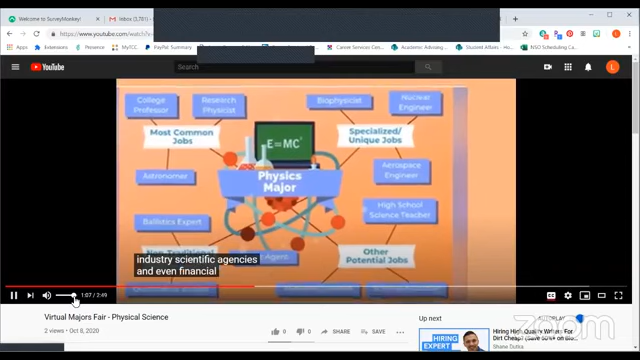 Welcome to SurveyMonkey!
Inbox (3,781)
https://www.youtube.com/watch?v
Apps
Bookmarks
Extensions
Presence
MyTCC
PayPal: Summary
Career Services Cen
Academic Advising
Student Affairs - H
NSO Scheduling Ca
YouTube
Search
L
College
Professor
Research
Physicist
Biophysicist
Nuclear
Engineer
Most Common
Jobs
E=MC²
Specialized/
Unique Jobs
Astronomer
Physics
Major
Aerospace
Engineer
High School
Science Teacher
Ballistics Expert
Non-Traditional
Agent
Other
Potential Jobs
industry scientific agencies
and even financial
1:07 / 2:49
Virtual Majors Fair - Physical Science
2 views • Oct 8, 2020
0
0
SHARE
SAVE
Up next
AUTOPLAY
HIRING
EXPERT
Hiring High Quality Writers For
Dirt Cheap!
Shane Dutka
zoom